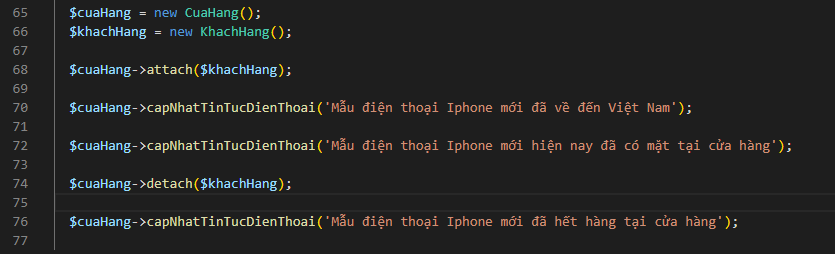 65 $cuaHang = new CuaHang();
66 $khachHang = new KhachHang();
67
68 $cuaHang->attach($khachHang);
69
70 $cuaHang->capNhatTinTucDienThoai('Mẫu điện thoại Iphone mới đã về đến Việt Nam');
71
72 $cuaHang->capNhatTinTucDienThoai('Mẫu điện thoại Iphone mới hiện nay đã có mặt tại cửa hàng');
73
74 $cuaHang->detach($khachHang);
75
76 $cuaHang->capNhatTinTucDienThoai('Mẫu điện thoại Iphone mới đã hết hàng tại cửa hàng');
77